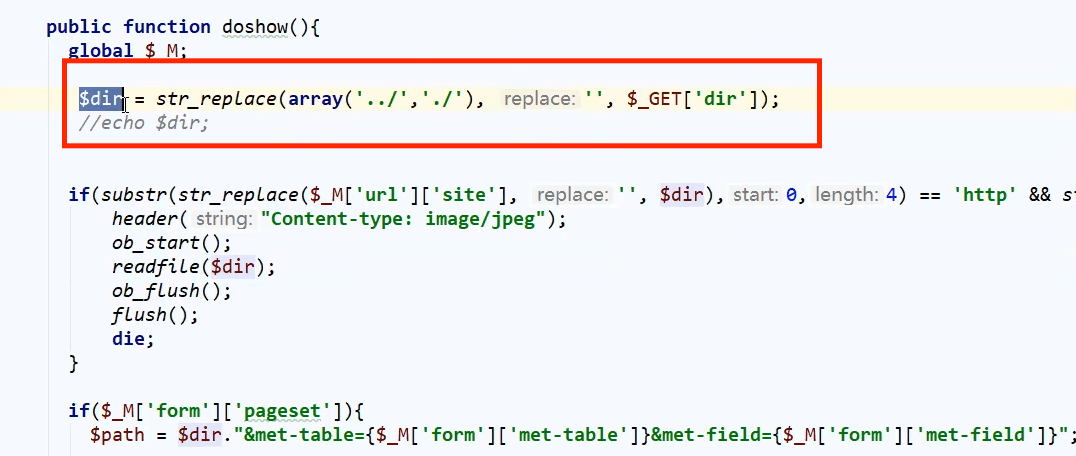 public function doshow(){
global $_M;
$dir = str_replace(array('../','./'), replace: '', $_GET['dir']);
//echo $dir;
if(substr(str_replace($_M['url']['site'], replace: '', $dir), start: 0, length: 4) == 'http' && st
header( string: "Content-type: image/jpeg");
ob_start();
readfile($dir);
ob_flush();
flush();
die;
}
if($_M['form']['pageset']){
$path = $dir."&met-table={$_M['form']['met-table']}&met-field={$_M['form']['met-field']}";